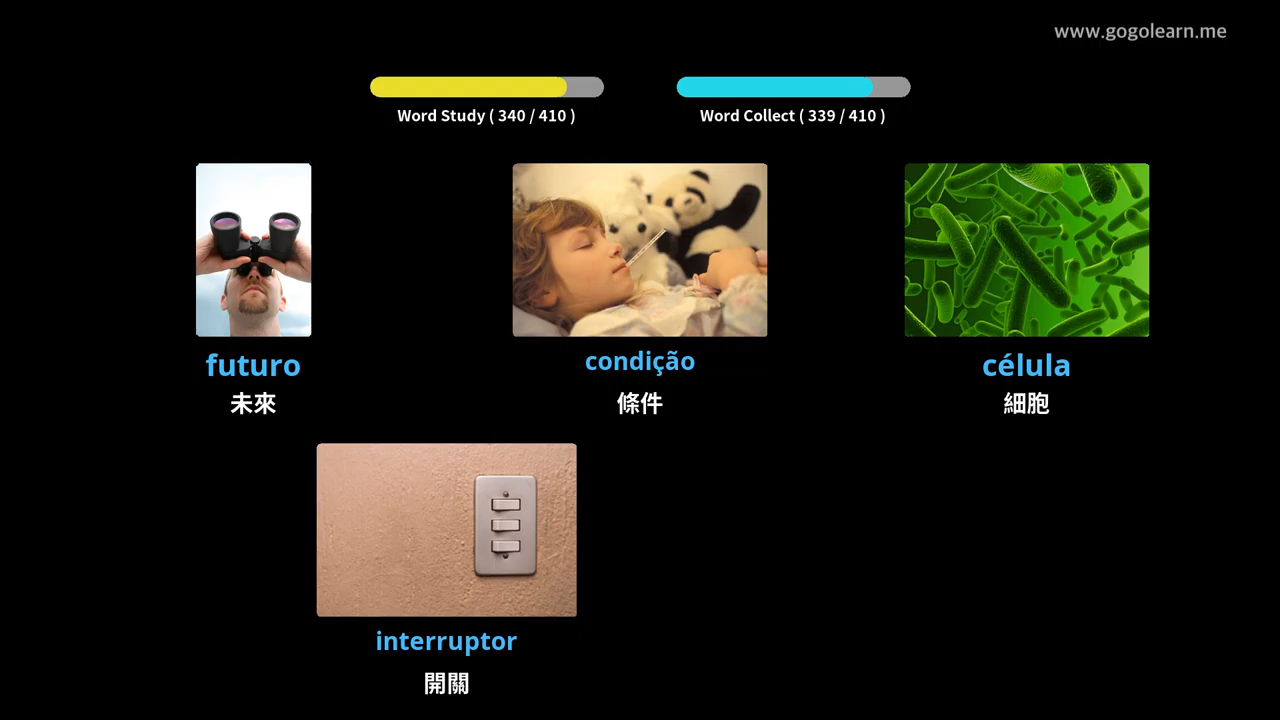 www.gogolearn.me
Word Study ( 340 / 410 )
Word Collect ( 339 / 410 )
futuro
未來
condição
條件
célula
細胞
interruptor
開關